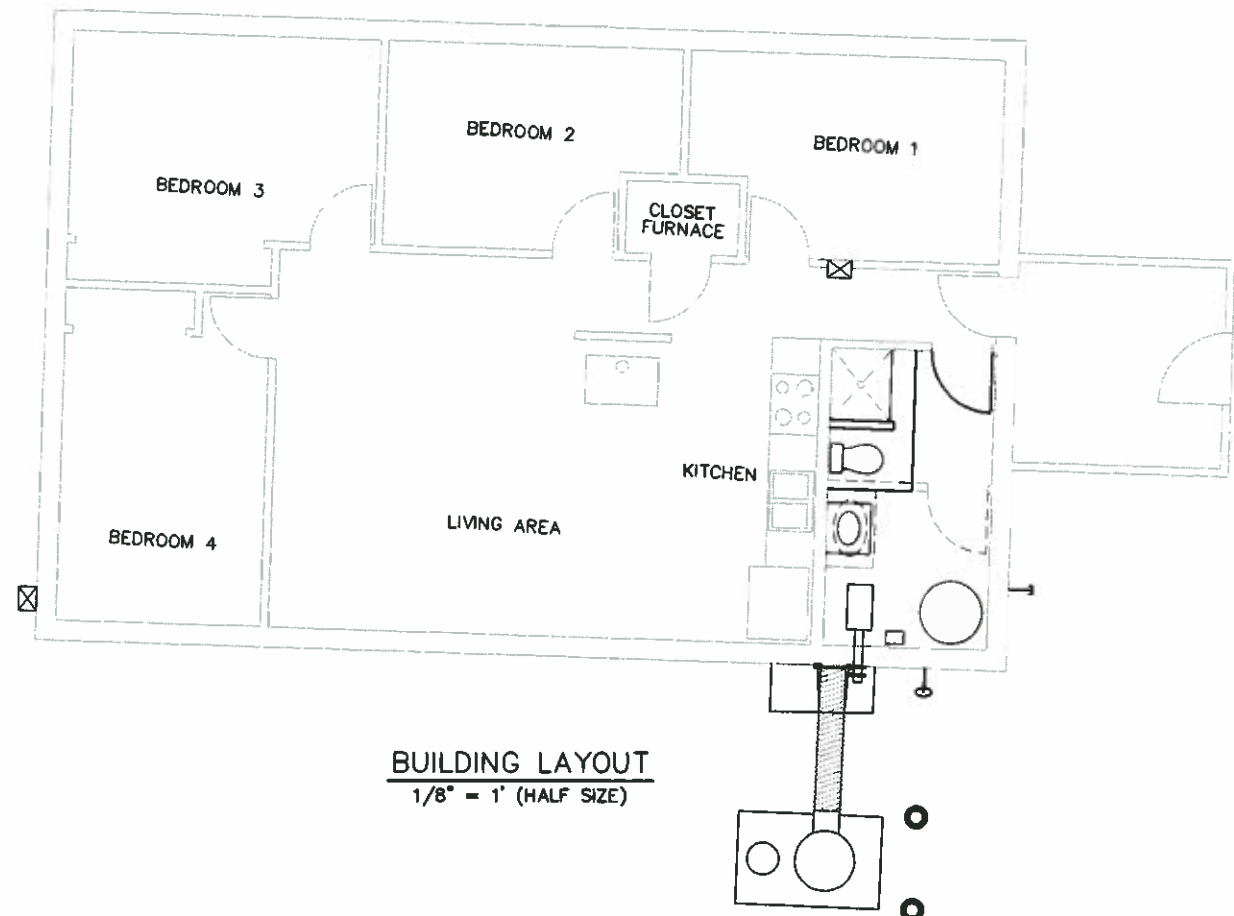 BEDROOM 2
BEDROOM 1
BEDROOM 3
CLOSET
FURNACE
KITCHEN
LIVING AREA
BEDROOM 4
BUILDING LAYOUT
1/8" = 1' (HALF SIZE)